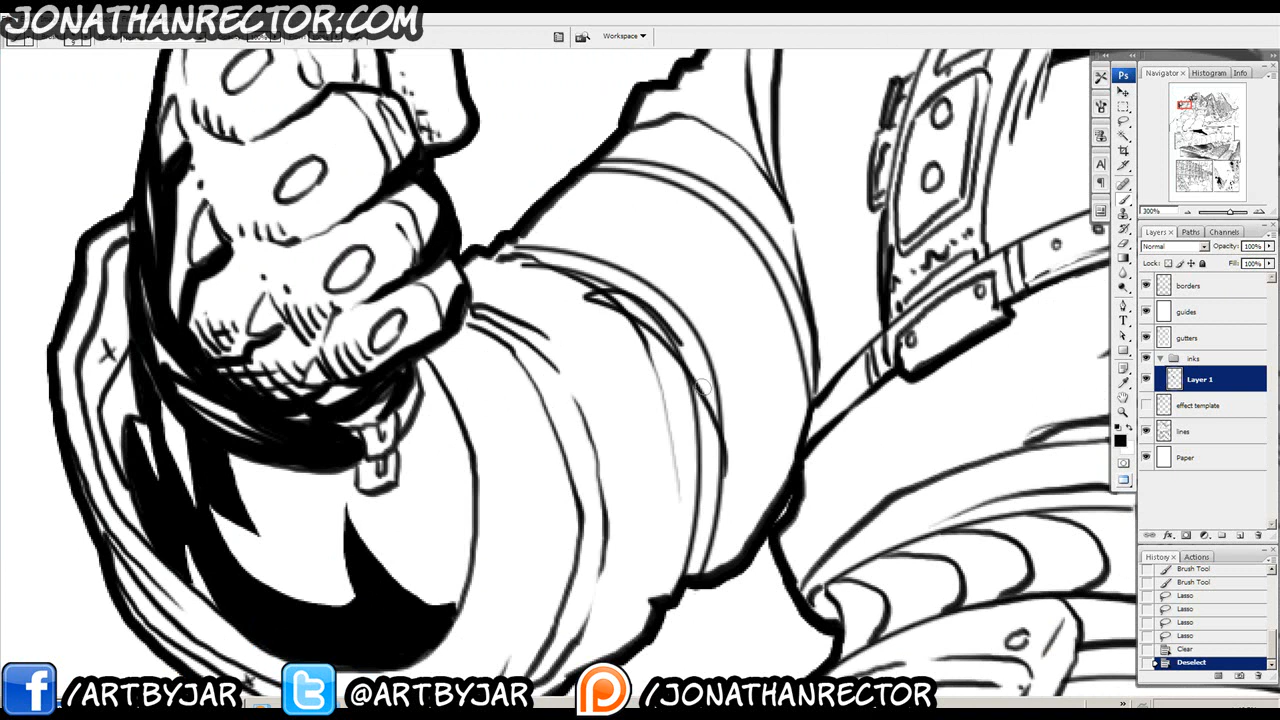 JONATHANRECTOR.COM
Workspace
Ps
Navigator × Histogram Info
300%
Layers × Paths Channels
Normal Opacity: 100%
Lock: Fill: 100%
borders
guides
gutters
inks
Layer 1
effect template
lines
Paper
History × Actions
Brush Tool
Brush Tool
Lasso
Lasso
Lasso
Lasso
Clear
Deselect
/ARTBYJAR @ARTBYJAR /JONATHANRECTOR